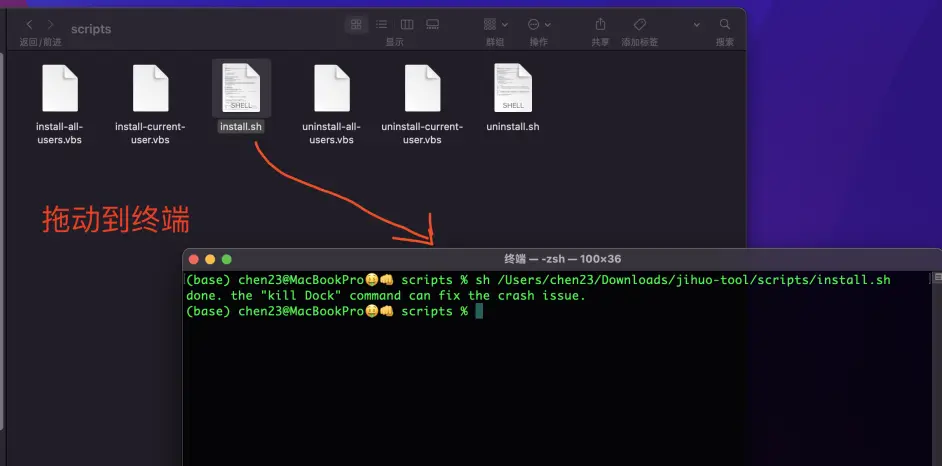 scripts
返回/前进
显示
群组
操作
共享
添加标签
搜索
SHELL
SHELL
install-all-
users.vbs
install-current-
user.vbs
install.sh
uninstall-all-
users.vbs
uninstall-current-
user.vbs
uninstall.sh
拖动到终端
终端 — -zsh — 100×36
(base) chen23@MacBookPro😆👊 scripts % sh /Users/chen23/Downloads/jihuo-tool/scripts/install.sh
done. the "kill Dock" command can fix the crash issue.
(base) chen23@MacBookPro😆👊 scripts %